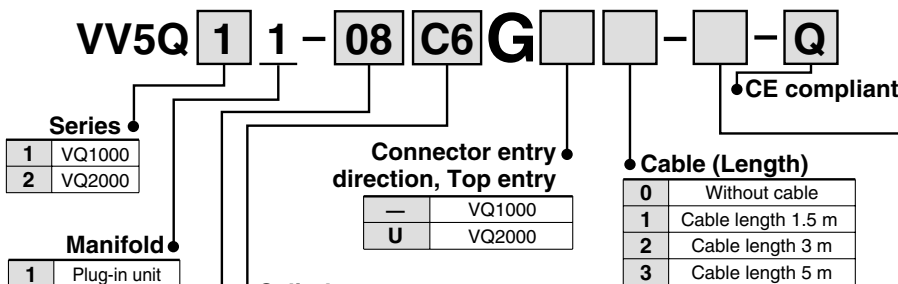 VV5Q 1 1 – 08 C6 G – – Q
CE compliant
Series
1 VQ1000
2 VQ2000
Connector entry
direction, Top entry
— VQ1000
U VQ2000
Cable (Length)
0 Without cable
1 Cable length 1.5 m
2 Cable length 3 m
3 Cable length 5 m
Manifold
1 Plug-in unit